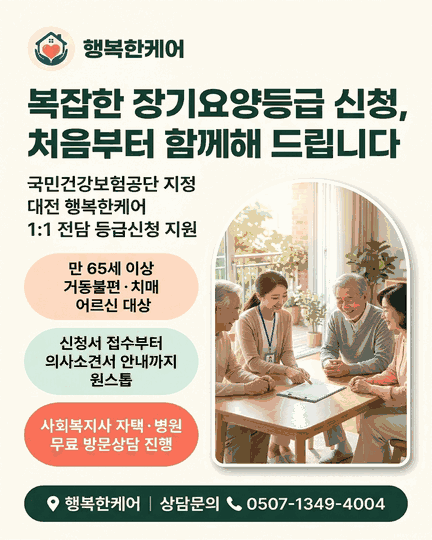 행복한케어
복잡한 장기요양등급 신청,
처음부터 함께해 드립니다
국민건강보험공단 지정
대전 행복한케어
1:1 전담 등급신청 지원
만 65세 이상
거동불편·치매
어르신 대상
신청서 접수부터
의사소견서 안내까지
원스톱
사회복지사 자택·병원
무료 방문상담 진행
행복한케어 | 상담문의 0507-1349-4004